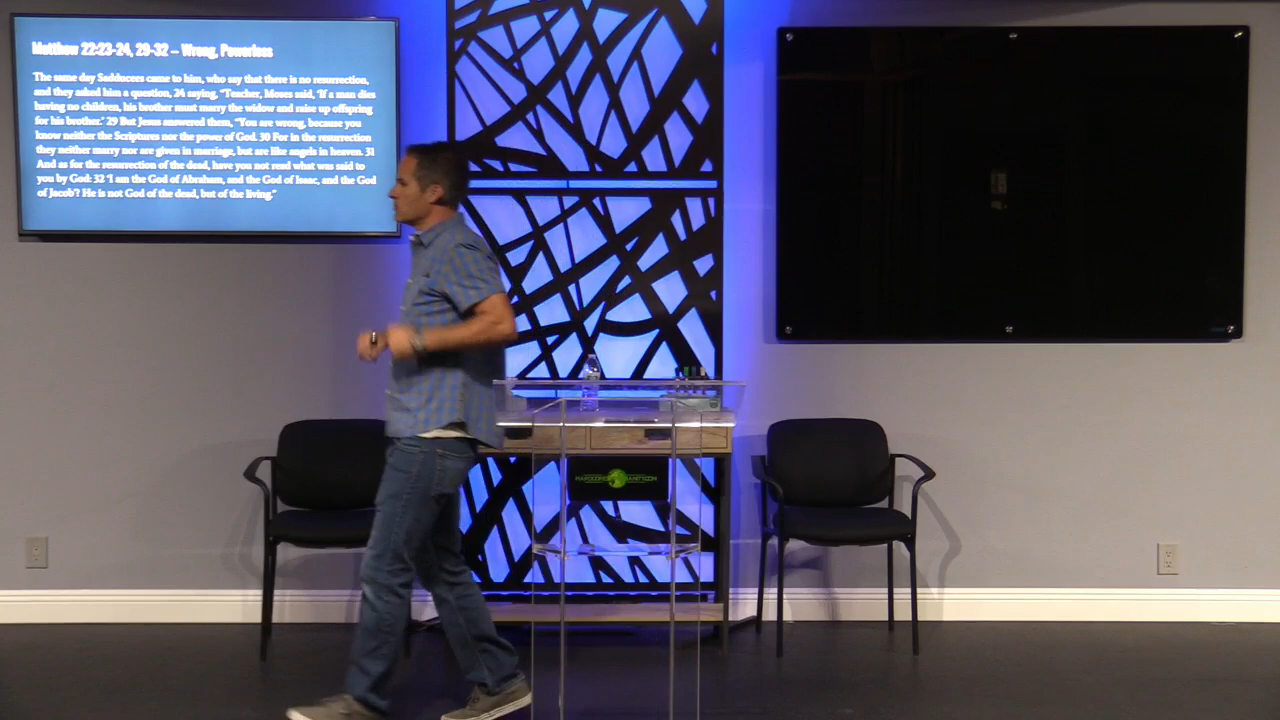 Matthew 22:23-24, 29-32 – Wrong, Powerless
The same day Sadducees came to him, who say that there is no resurrection,
and they asked him a question, 24 saying, "Teacher, Moses said, 'If a man dies
having no children, his brother must marry the widow and raise up offspring
for his brother.' 29 But Jesus answered them, "You are wrong, because you
know neither the Scriptures nor the power of God. 30 For in the resurrection
they neither marry nor are given in marriage, but are like angels in heaven. 31
And as for the resurrection of the dead, have you not read what was said to
you by God: 32 'I am the God of Abraham, and the God of Isaac, and the God
of Jacob'? He is not God of the dead, but of the living."